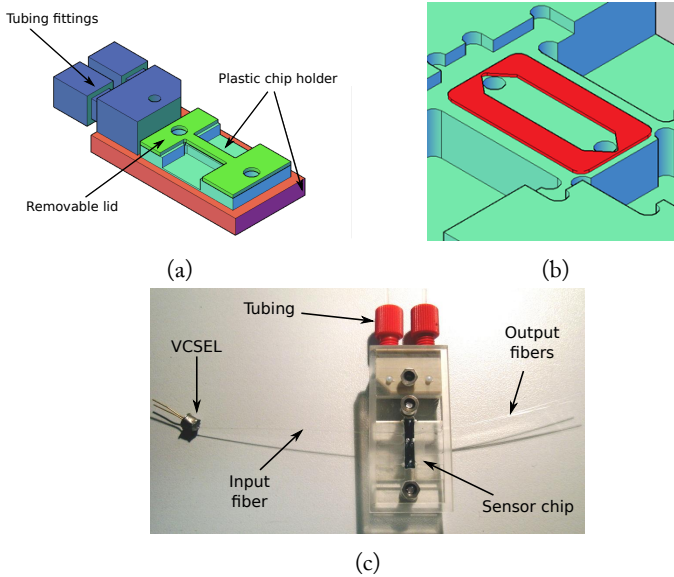 Tubing fittings
Plastic chip holder
Removable lid
(a)
(b)
Tubing
VCSEL
Output
fibers
Input
fiber
Sensor chip
(c)